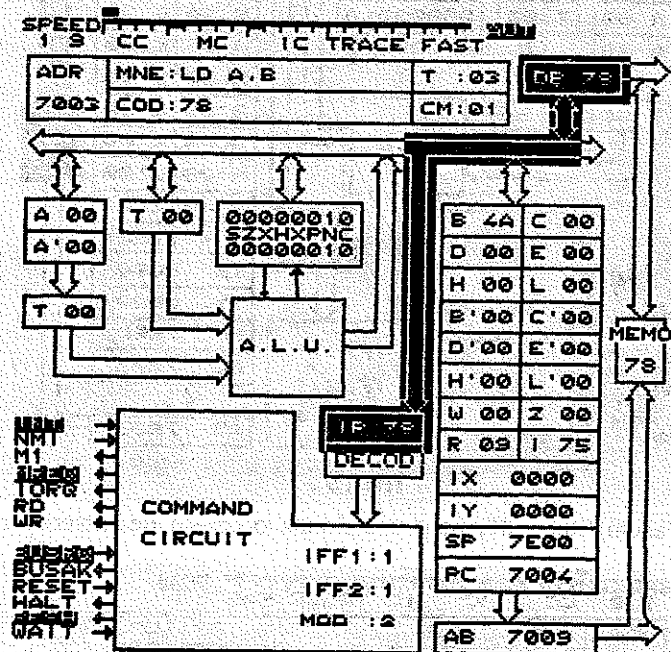 SPEED
1 9 CC MC IC TRACE FAST
ADR MNE:LD A.B T :03
7003 COD:78 CM:01
DB 78
A 00
A'00
T 00
T 00
00000010
SZXHXPNC
00000010
A.L.U.
B 4A C 00
D 00 E 00
H 00 L 00
B'00 C'00
D'00 E'00
H'00 L'00
W 00 Z 00
R 09 I 75
IX 0000
IY 0000
SP 7E00
PC 7004
AB 7003
MEMO
78
IR 78
DECOD
NMI
M1
IORQ
RD
WR
BUSAK
RESET
HALT
WAIT
COMMAND
CIRCUIT
IFF1:1
IFF2:1
MOD :2